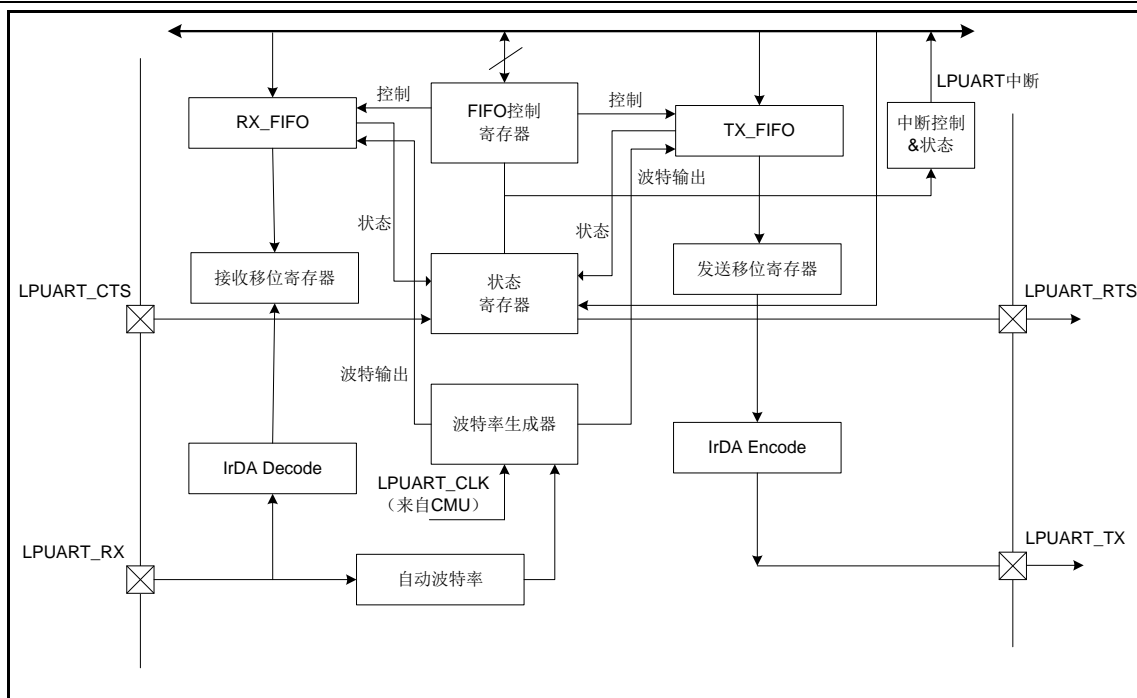 LPUART中断
控制
控制
RX_FIFO
FIFO控制
寄存器
TX_FIFO
中断控制
&状态
波特输出
状态
状态
接收移位寄存器
状态
寄存器
发送移位寄存器
LPUART_CTS
LPUART_RTS
波特输出
波特率生成器
IrDA Decode
IrDA Encode
LPUART_CLK
（来自CMU）
LPUART_RX
LPUART_TX
自动波特率